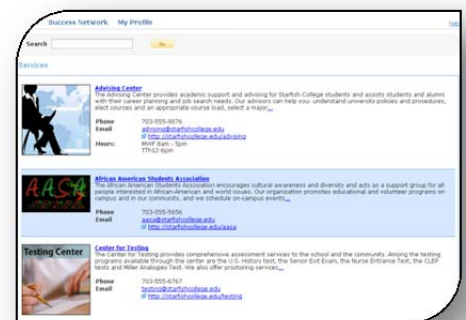 Success Network My Profile
Search
Go
Services
Advising Center
The Advising Center provides academic support and advising for Starfish College students and assists students and alumni
with their career planning and job search needs. Our advisors can help you: understand university policies and procedures,
elect courses and an appropriate source load, select a major...
Phone 703-555-9876
Email advising@starfishcollege.edu
http://starfishcollege.edu/advising
Hours: MWF 8am - 5pm
TTh12-6pm
AASA
African American Students Association
The African American Students Association encourages cultural awareness and diversity and acts as a support group for all
people interested in African-American and world issues. Our organization promotes educational and volunteer programs on
campus and in our community, and we schedule on-campus events...
Phone 703-555-5656
Email aasa@starfishcollege.edu
http://starfishcollege.edu/aasa
Testing Center
Center for Testing
The Center for Testing provides comprehensive assessment services to the school and the community. Among the testing
programs available through the center are the U.S. History test, the Senior Exit Exam, the Nurse Entrance Test, the CLEP
tests and Miller Analogies Test. We also offer proctoring services...
Phone 703-555-6767
Email testing@starfishcollege.edu
http://starfishcollege.edu/testing